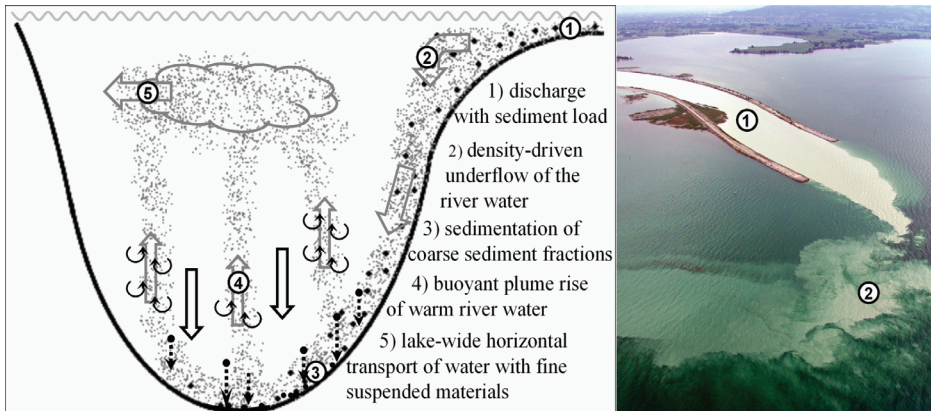 1
2
5
1) discharge
with sediment load
2) density-driven
underflow of the
river water
3) sedimentation of
coarse sediment fractions
4) buoyant plume rise
of warm river water
5) lake-wide horizontal
transport of water with fine
suspended materials
4
3
1
2